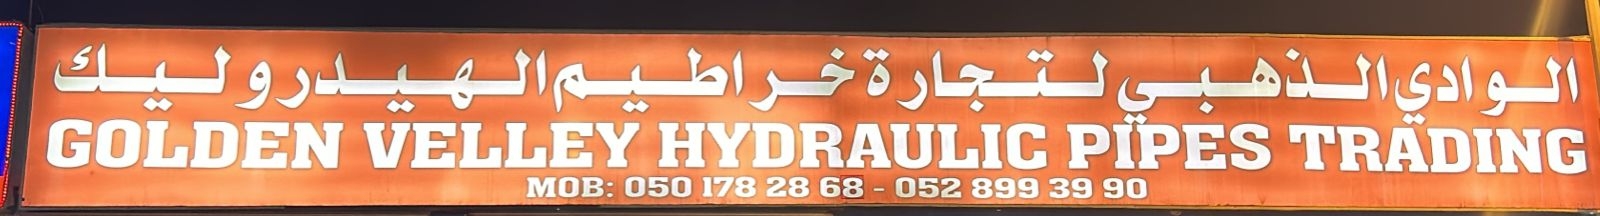 الوادي الذهبي لتجارة خراطيم الهيدروليك
GOLDEN VELLEY HYDRAULIC PIPES TRADING
MOB: 050 178 28 68 - 052 899 39 90